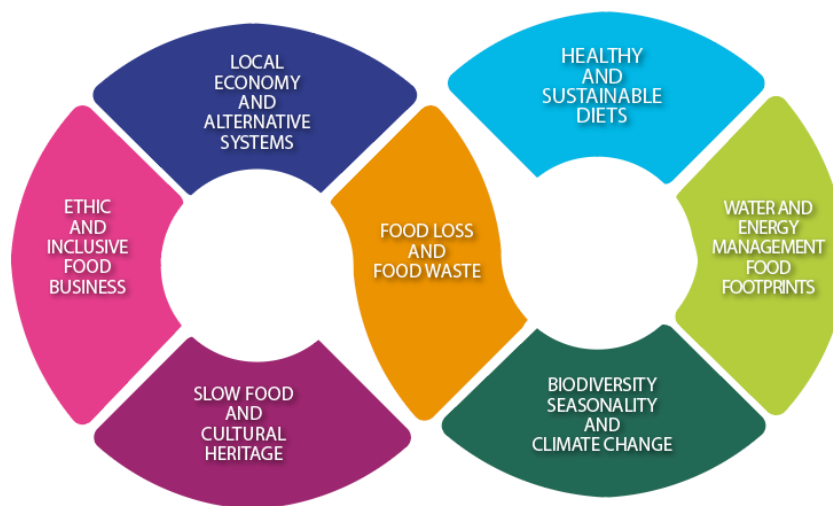 LOCAL
ECONOMY
AND
ALTERNATIVE
SYSTEMS
HEALTHY
AND
SUSTAINABLE
DIETS
ETHIC
AND
INCLUSIVE
FOOD
BUSINESS
FOOD LOSS
AND
FOOD WASTE
WATER AND
ENERGY
MANAGEMENT
FOOD
FOOTPRINTS
SLOW FOOD
AND
CULTURAL
HERITAGE
BIODIVERSITY
SEASONALITY
AND
CLIMATE CHANGE